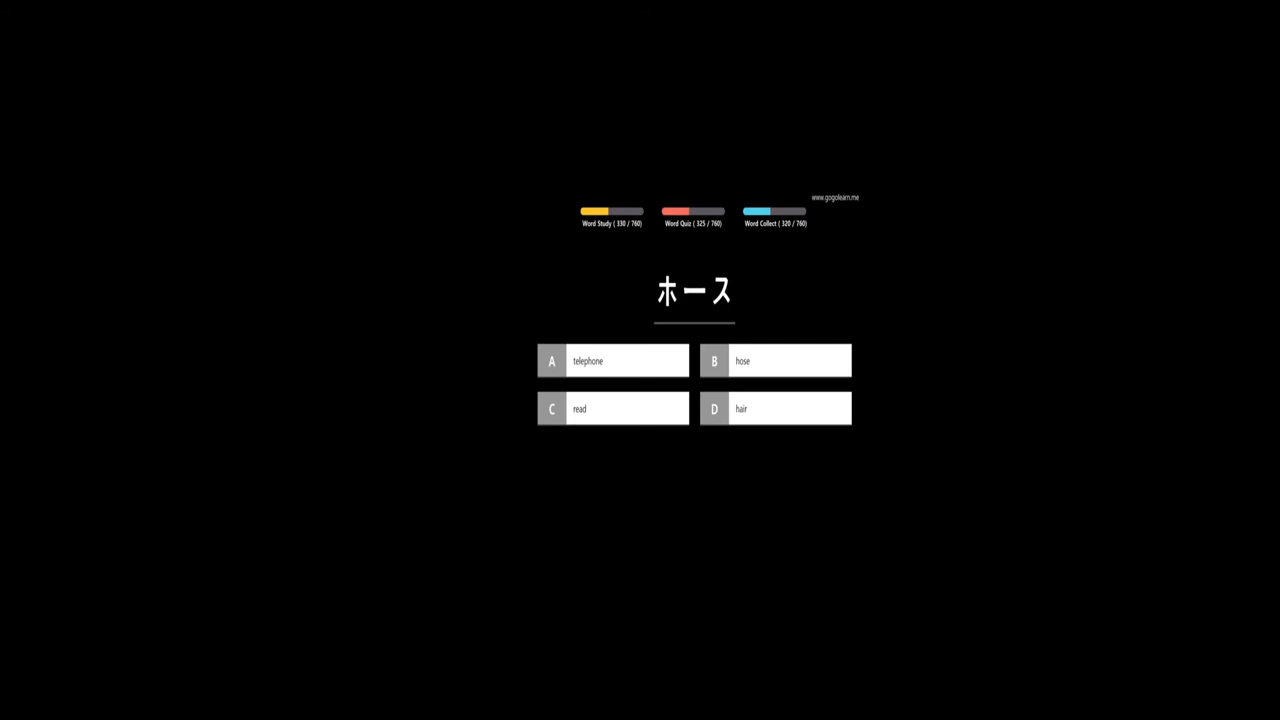 www.gogolearn.me
Word Study ( 330 / 760)
Word Quiz ( 325 / 760)
Word Collect ( 320 / 760)
ホース
A telephone
B hose
C read
D hair